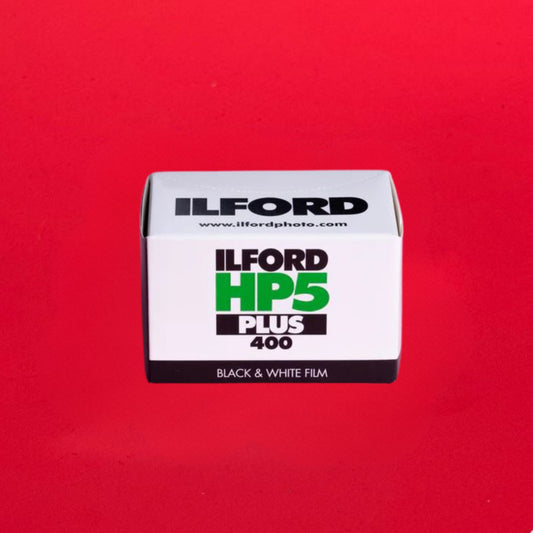 ILFORD
www.ilfordphoto.com
ILFORD
HP5
PLUS
400
BLACK & WHITE FILM